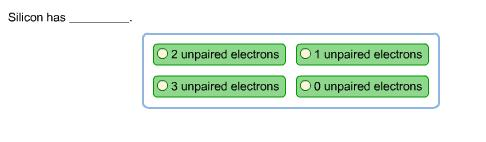 Silicon has _________.
2 unpaired electrons
1 unpaired electrons
3 unpaired electrons
0 unpaired electrons